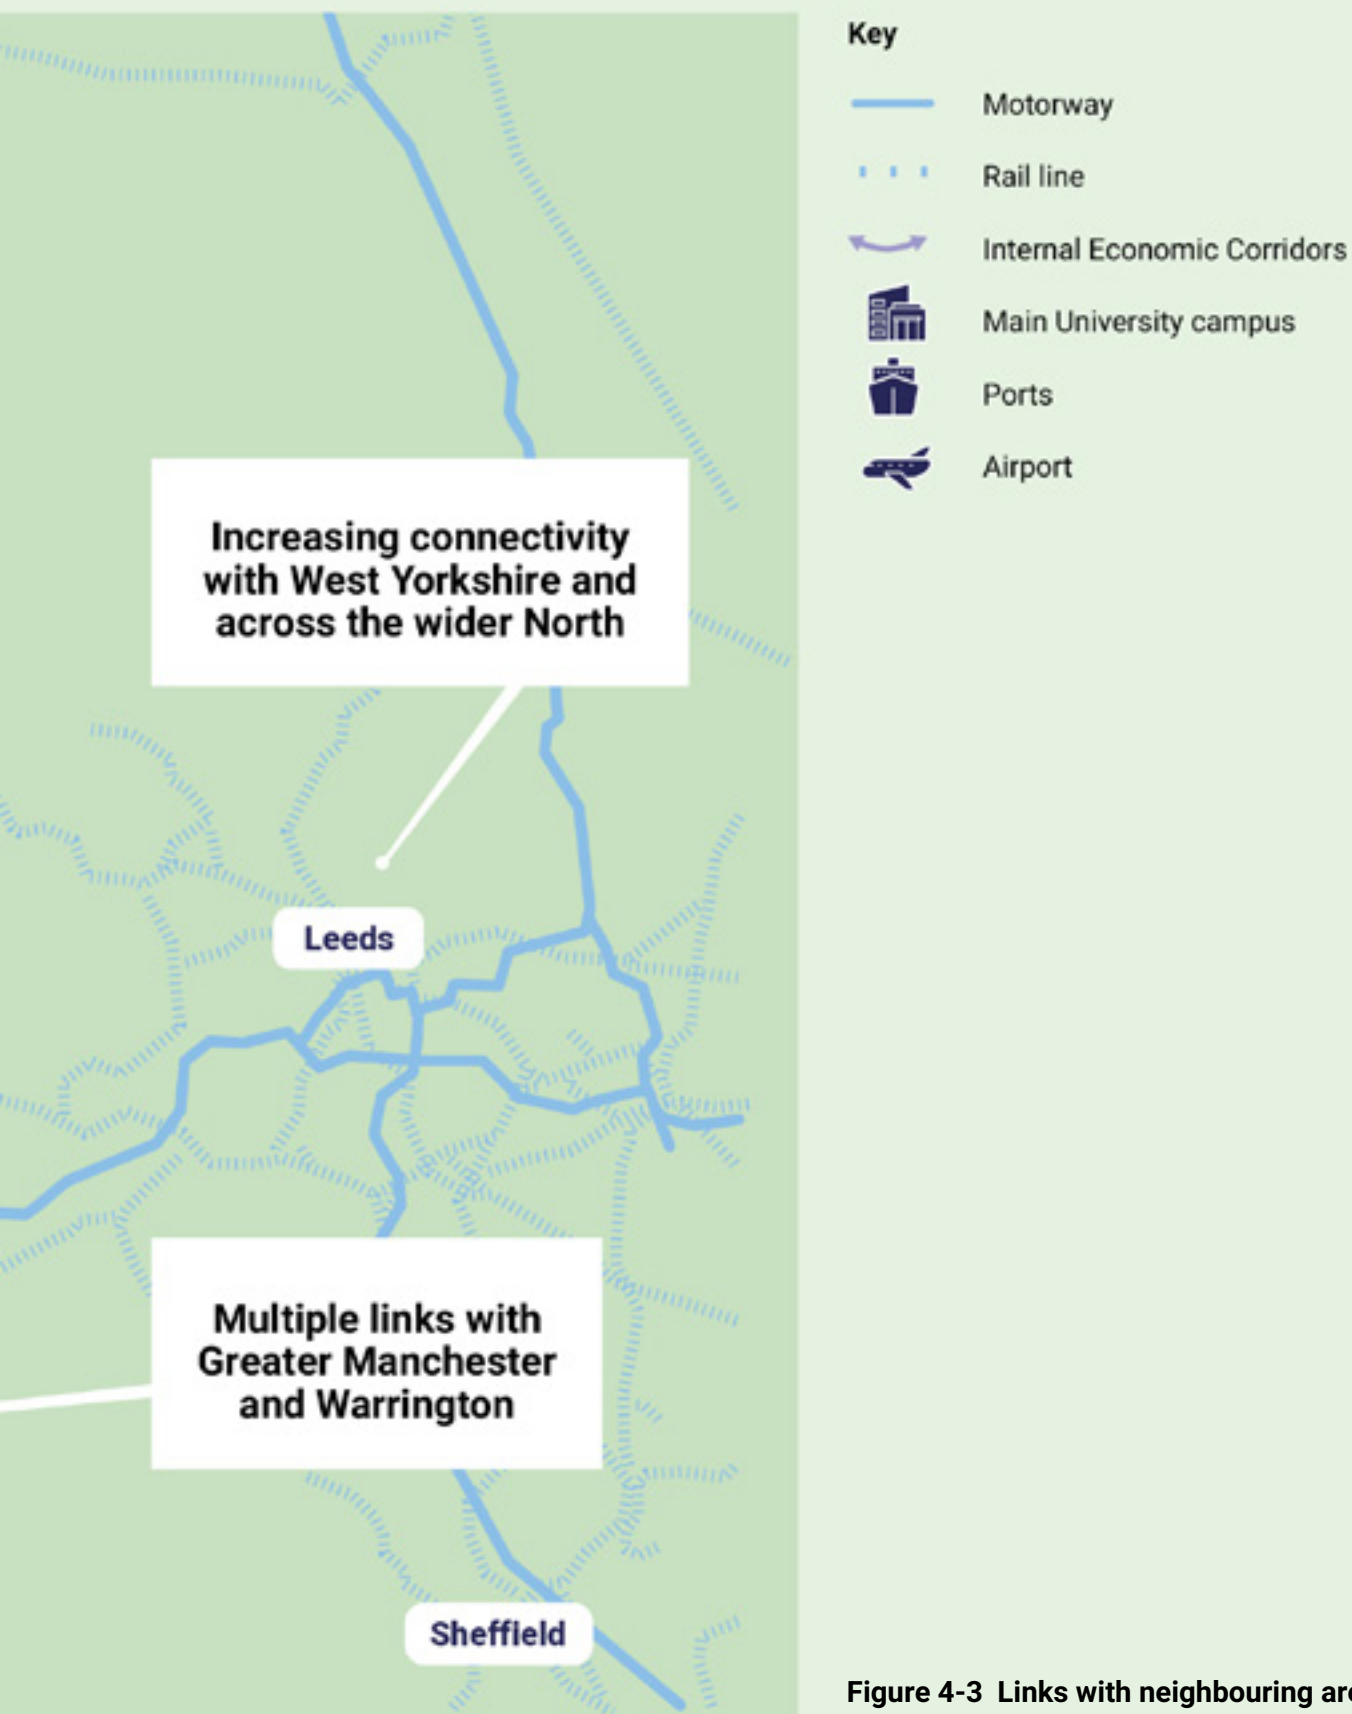 Key
Motorway
Rail line
Internal Economic Corridors
Main University campus
Ports
Airport
Increasing connectivity
with West Yorkshire and
across the wider North
Leeds
Multiple links with
Greater Manchester
and Warrington
Sheffield
Figure 4-3 Links with neighbouring